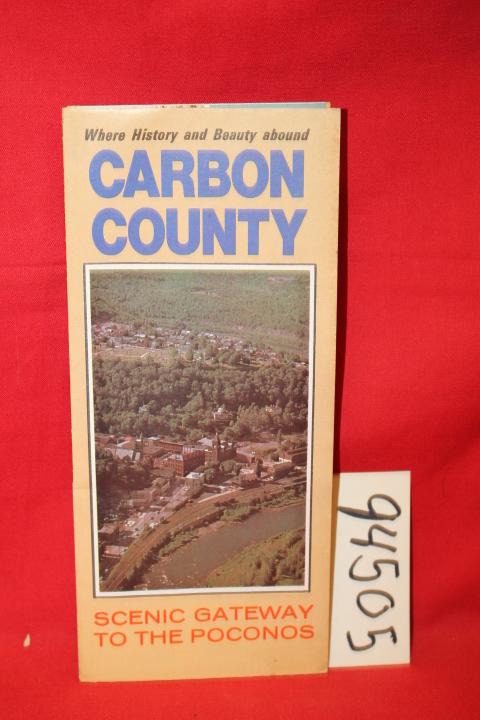 Where History and Beauty abound
CARBON
COUNTY
SCENIC GATEWAY
TO THE POCONOS
94505